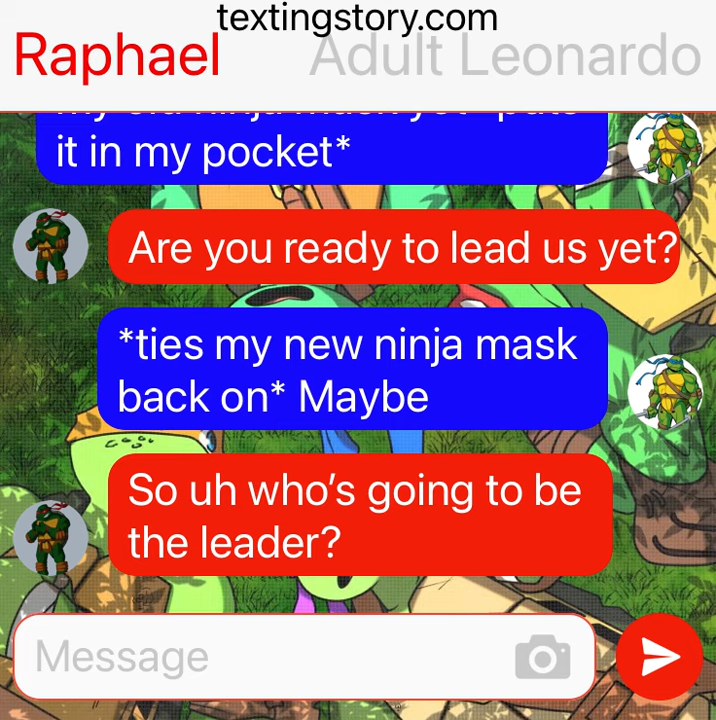 textingstory.com
Raphael Adult Leonardo
it in my pocket*
Are you ready to lead us yet?
*ties my new ninja mask
back on* Maybe
So uh who’s going to be
the leader?
Message